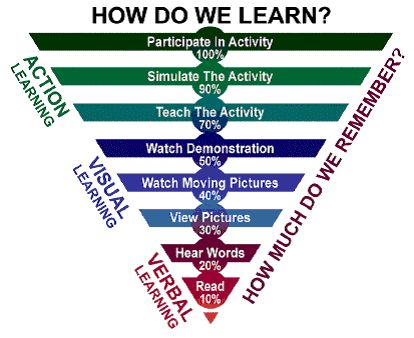 HOW DO WE LEARN?
Participate In Activity
100%
Simulate The Activity
90%
Teach The Activity
70%
Watch Demonstration
50%
Watch Moving Pictures
40%
View Pictures
30%
Hear Words
20%
Read
10%
ACTION
LEARNING
VISUAL
LEARNING
VERBAL
LEARNING
HOW MUCH DO WE REMEMBER?